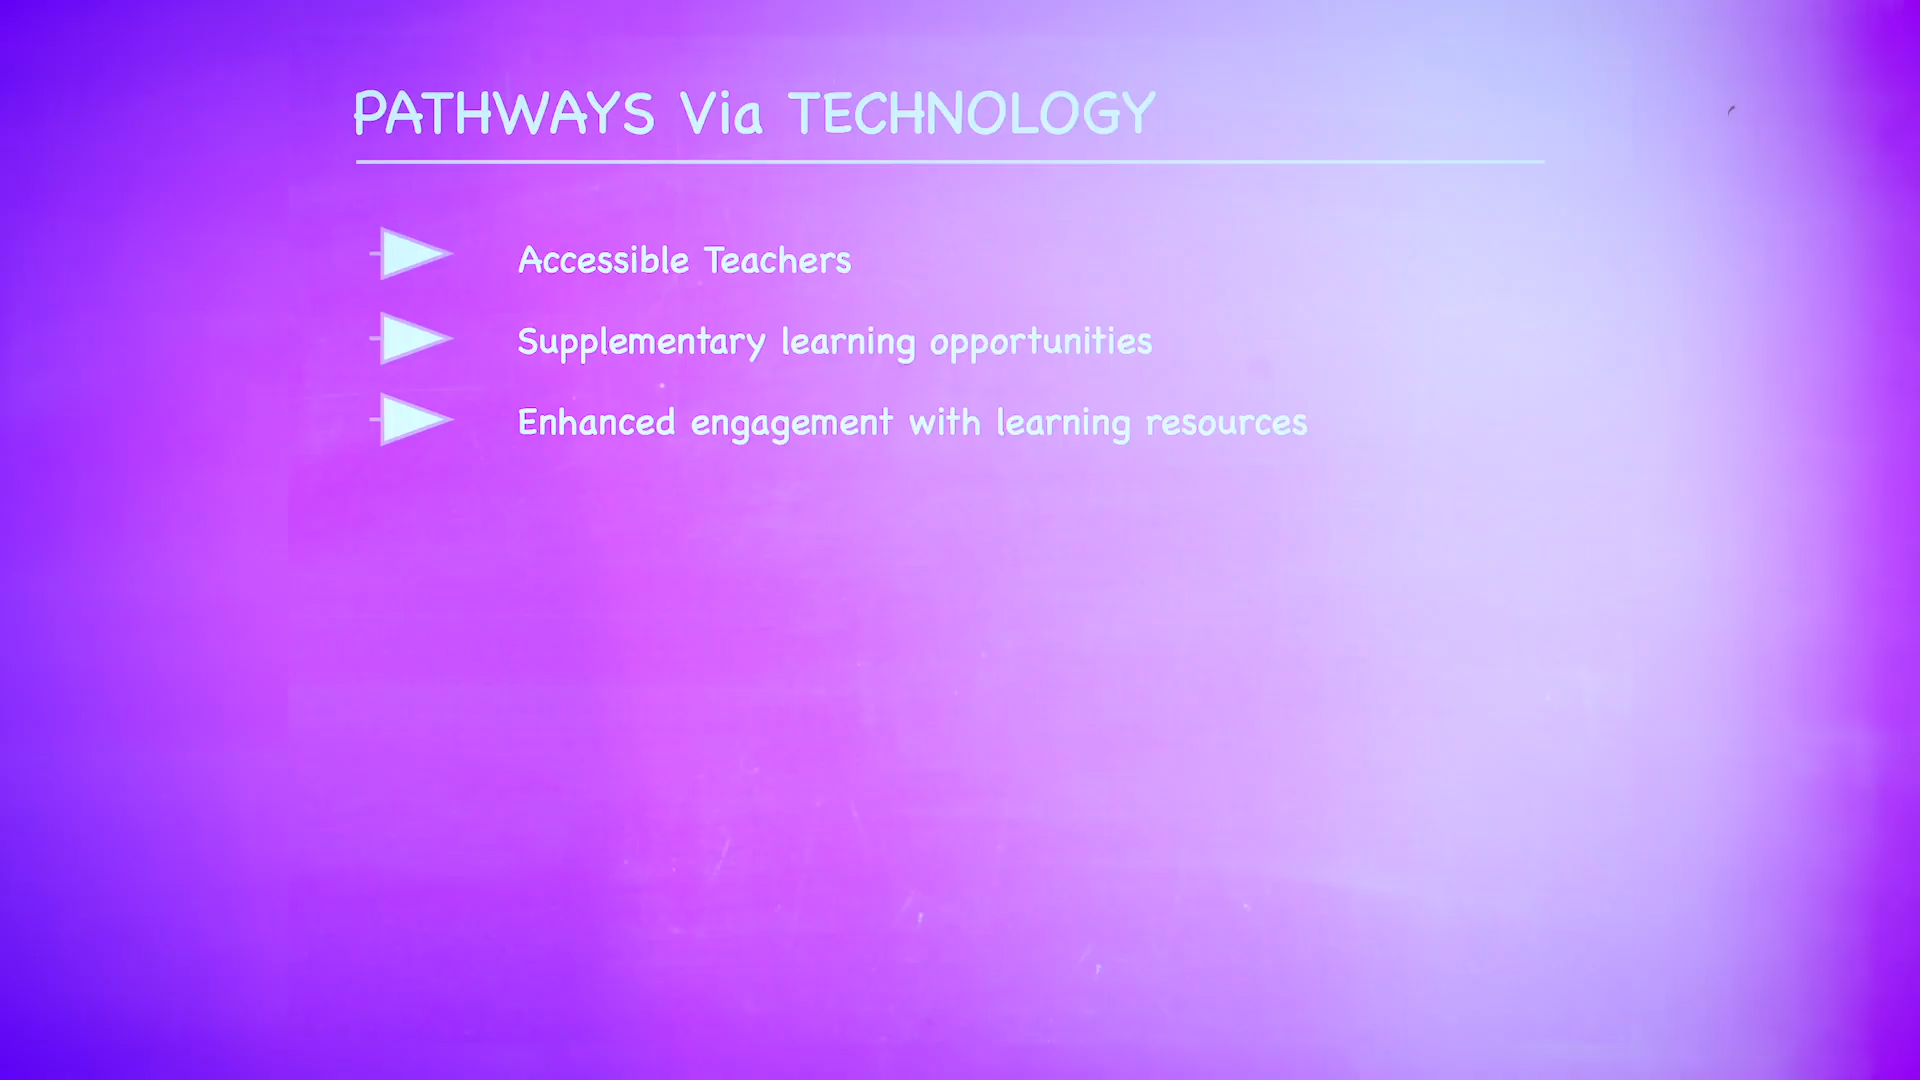 PATHWAYS Via TECHNOLOGY
Accessible Teachers
Supplementary learning opportunities
Enhanced engagement with learning resources